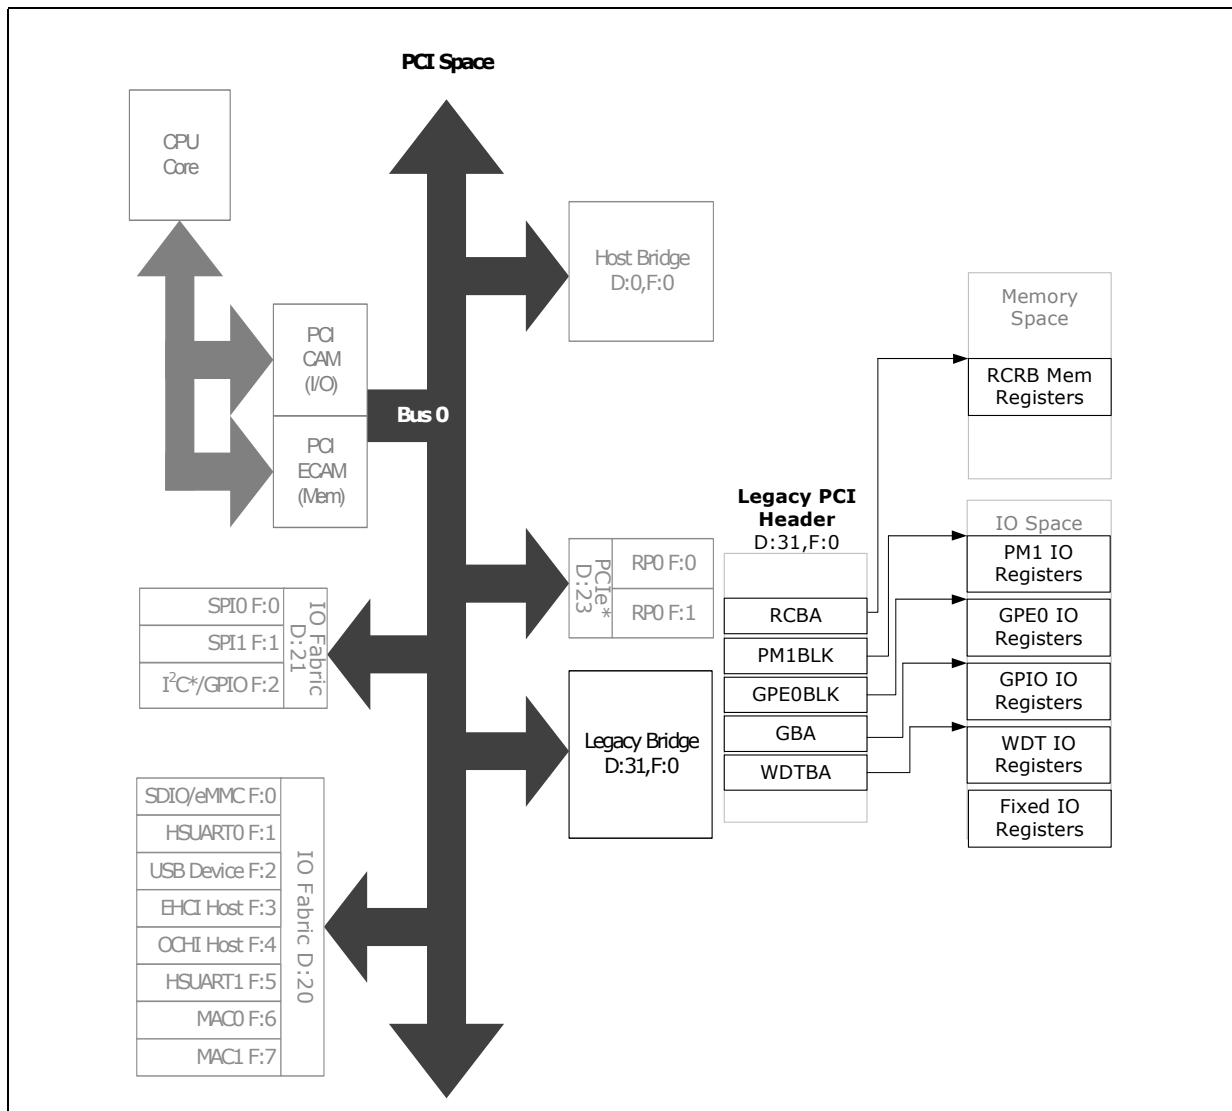 PCI Space
CPU
Core
Host Bridge
D:0,F:0
PCI
CAM
(I/O)
Bus 0
PCI
ECAM
(Mem)
Memory
Space
RCRB Mem
Registers
Legacy PCI
Header
D:31,F:0
RCBA
PM1BLK
GPE0BLK
GBA
WDTBA
IO Space
PM1 IO
Registers
GPE0 IO
Registers
GPIO IO
Registers
WDT IO
Registers
Fixed IO
Registers
PCIe*
D:23
RP0 F:0
RP0 F:1
SPI0 F:0
SPI1 F:1
I²C*/GPIO F:2
IO Fabric
D:21
Legacy Bridge
D:31,F:0
SDIO/eMMC F:0
HSUART0 F:1
USB Device F:2
EHCI Host F:3
OCHI Host F:4
HSUART1 F:5
MAC0 F:6
MAC1 F:7
IO Fabric D:20